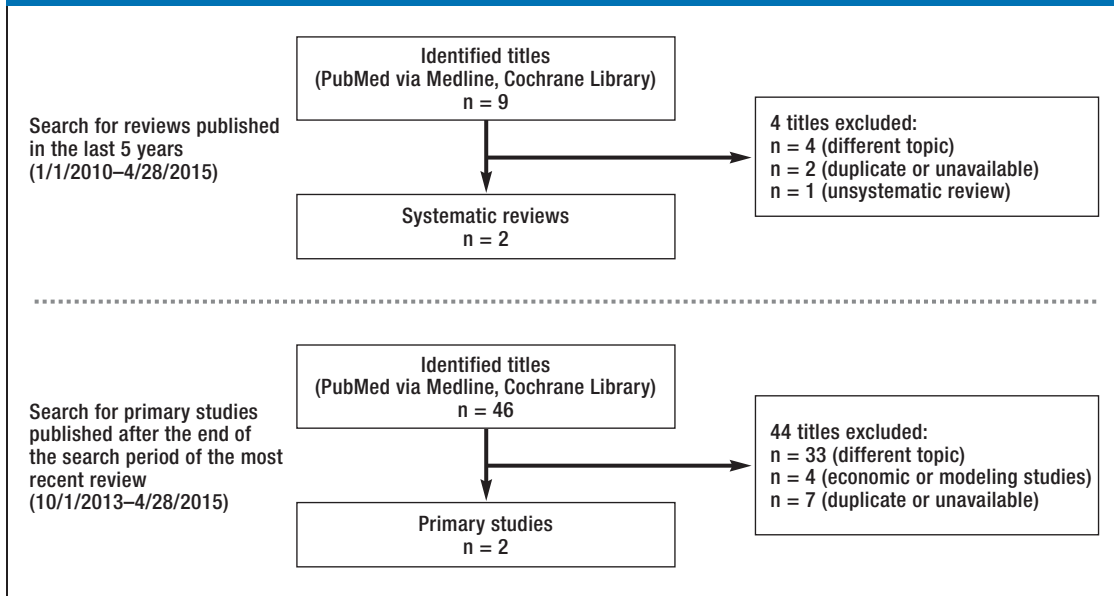 Identified titles
(PubMed via Medline, Cochrane Library)
n = 9
Search for reviews published
in the last 5 years
(1/1/2010–4/28/2015)
4 titles excluded:
n = 4 (different topic)
n = 2 (duplicate or unavailable)
n = 1 (unsystematic review)
Systematic reviews
n = 2
Identified titles
(PubMed via Medline, Cochrane Library)
n = 46
Search for primary studies
published after the end of
the search period of the most
recent review
(10/1/2013–4/28/2015)
44 titles excluded:
n = 33 (different topic)
n = 4 (economic or modeling studies)
n = 7 (duplicate or unavailable)
Primary studies
n = 2